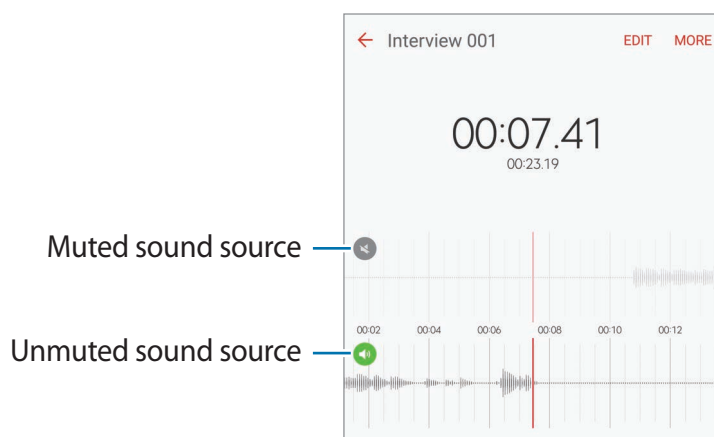 Interview 001 EDIT MORE
00:07.41
00:23.19
Muted sound source
00:02 00:04 00:06 00:08 00:10 00:12
Unmuted sound source